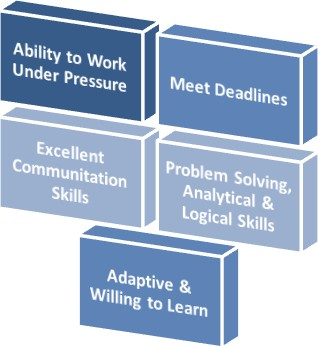 Ability to Work
Under Pressure
Meet Deadlines
Excellent
Communitation
Skills
Problem Solving,
Analytical &
Logical Skills
Adaptive &
Willing to Learn